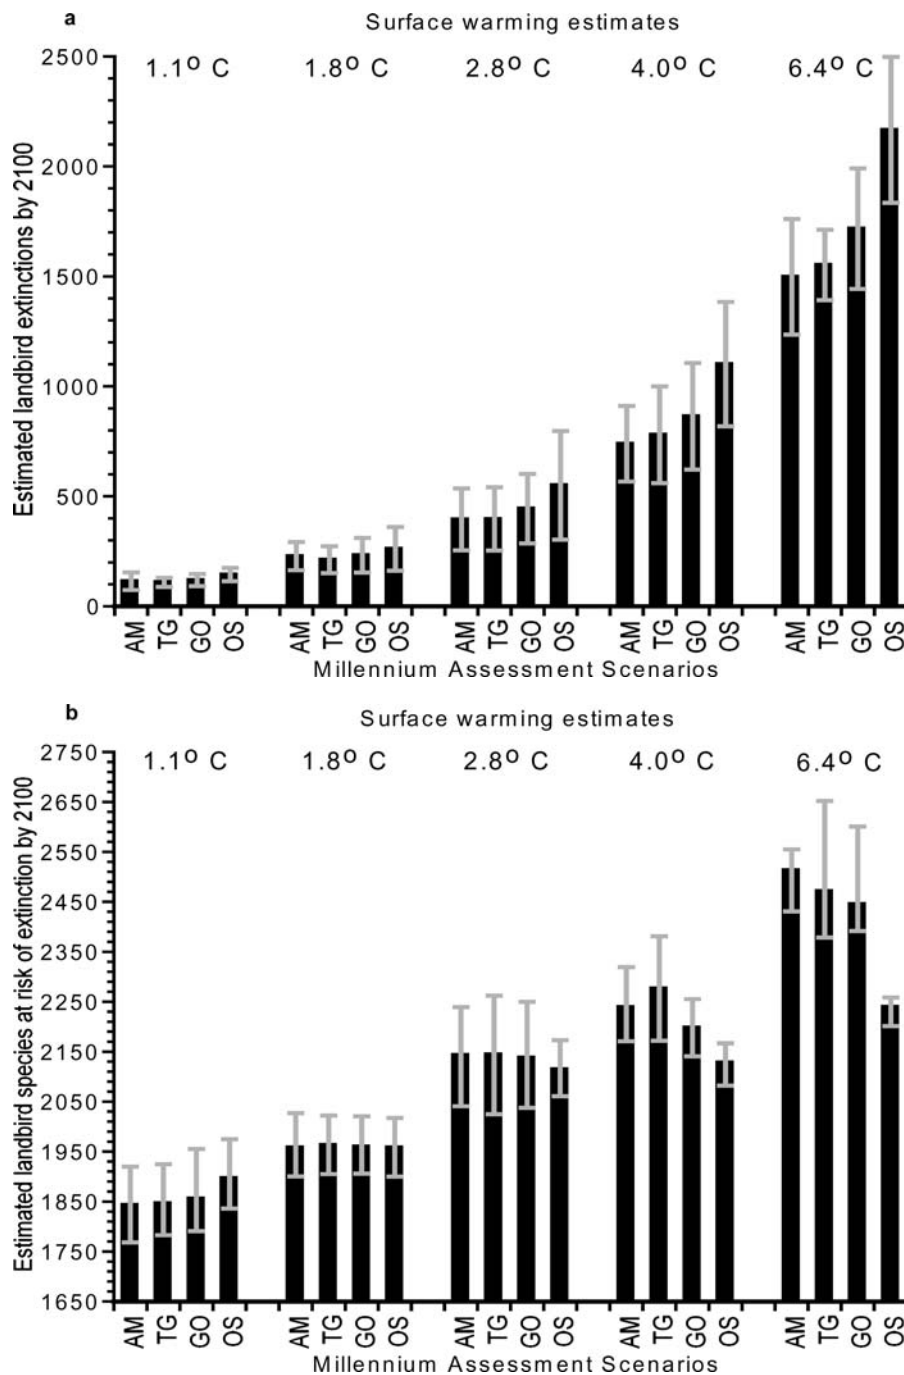 a
Surface warming estimates
1.1º C 1.8º C 2.8º C 4.0º C 6.4º C
Estimated landbird extinctions by 2100
2500
2000
1500
1000
500
0
AM TG GO OS AM TG GO OS AM TG GO OS AM TG GO OS AM TG GO OS
Millennium Assessment Scenarios
b
Surface warming estimates
1.1º C 1.8º C 2.8º C 4.0º C 6.4º C
Estimated landbird species at risk of extinction by 2100
2750
2650
2550
2450
2350
2250
2150
2050
1950
1850
1750
1650
AM TG GO OS AM TG GO OS AM TG GO OS AM TG GO OS AM TG GO OS
Millennium Assessment Scenarios